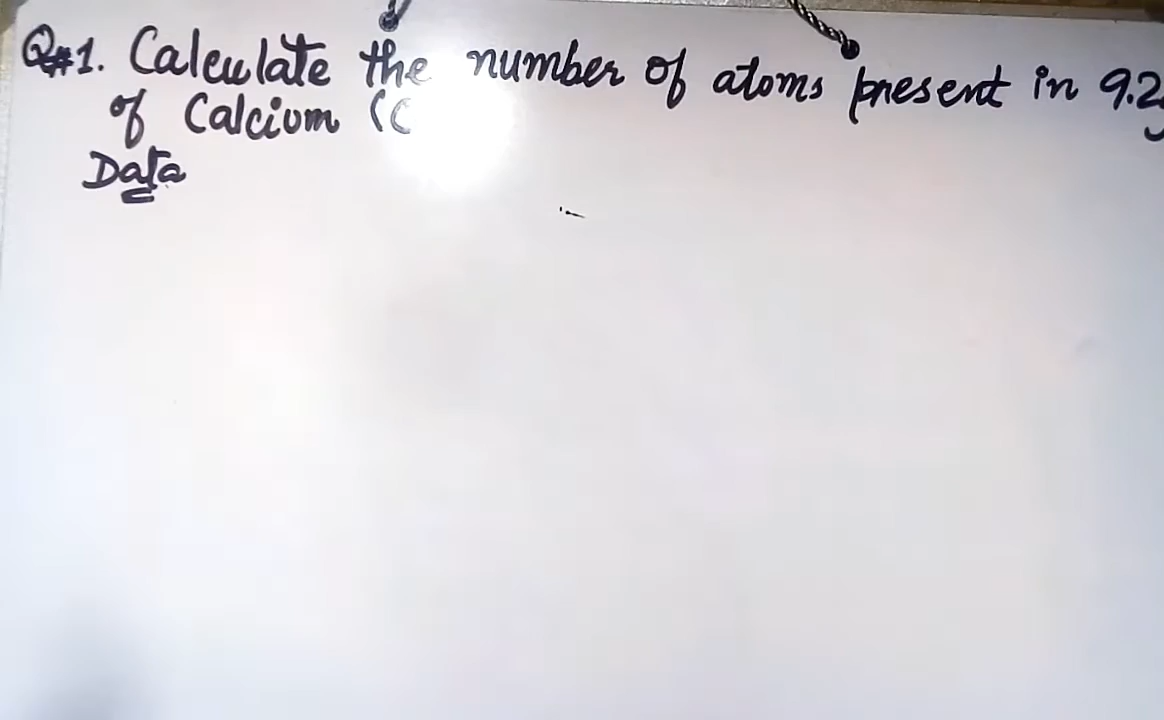 Q#1. Calculate the number of atoms present in 9.2
of Calcium (C
Data